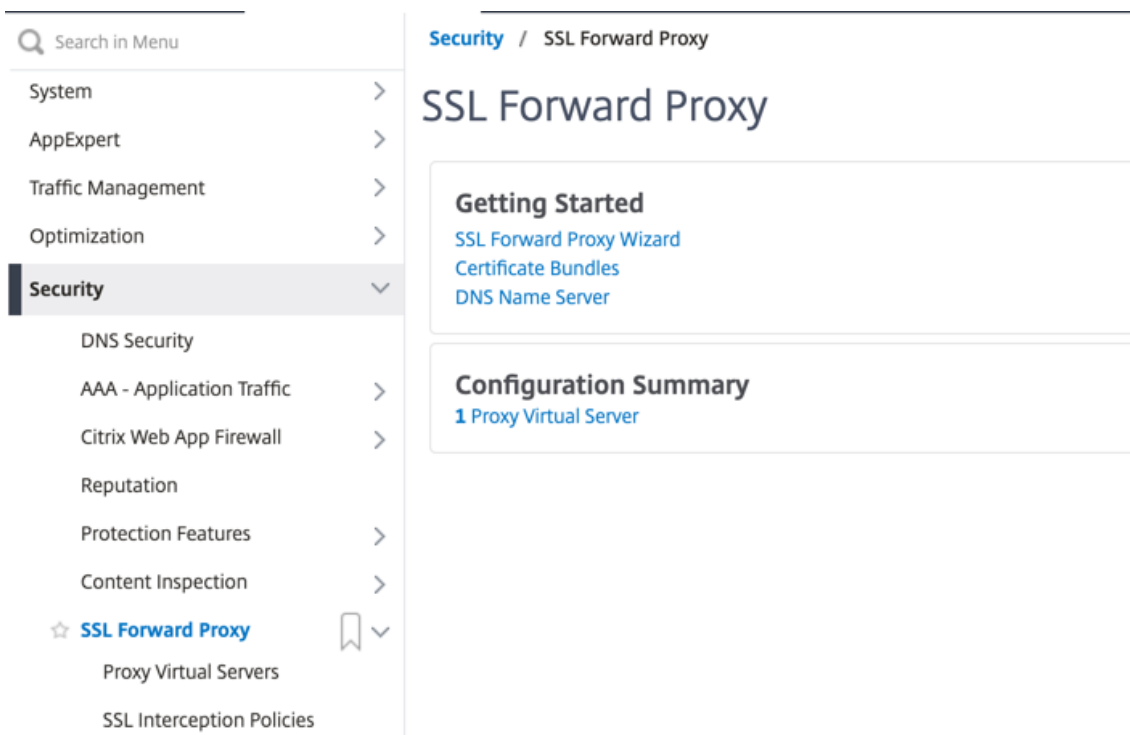 Search in Menu
System
AppExpert
Traffic Management
Optimization
Security
DNS Security
AAA - Application Traffic
Citrix Web App Firewall
Reputation
Protection Features
Content Inspection
SSL Forward Proxy
Proxy Virtual Servers
SSL Interception Policies
Security / SSL Forward Proxy
SSL Forward Proxy
Getting Started
SSL Forward Proxy Wizard
Certificate Bundles
DNS Name Server
Configuration Summary
1 Proxy Virtual Server